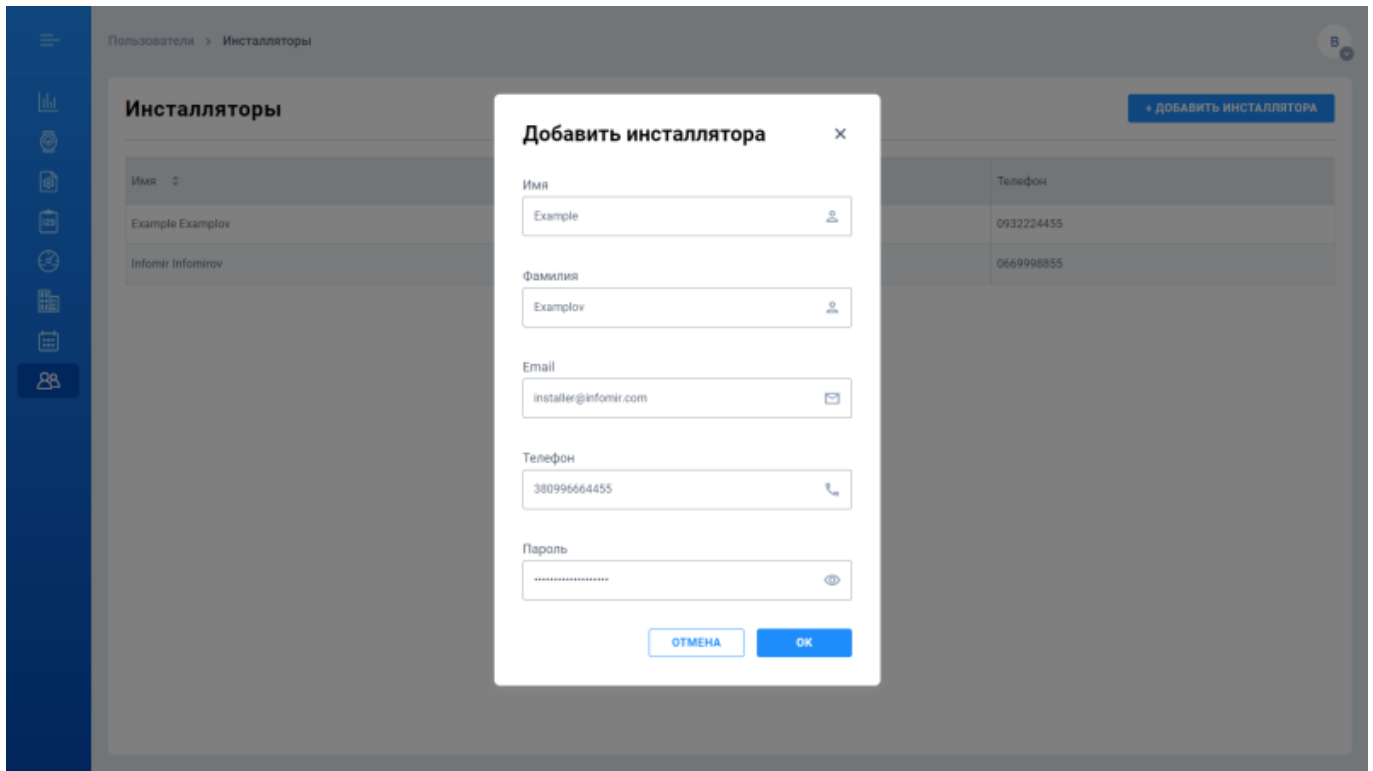 Пользователи > Инсталляторы
B
Инсталляторы
+ ДОБАВИТЬ ИНСТАЛЛЯТОРА
Имя
Телефон
Example Examplov
0932224455
Infomir Infomirov
0669998855
Добавить инсталлятора
Имя
Example
Фамилия
Examplov
Email
installer@infomir.com
Телефон
380996664455
Пароль
ОТМЕНА
ОК